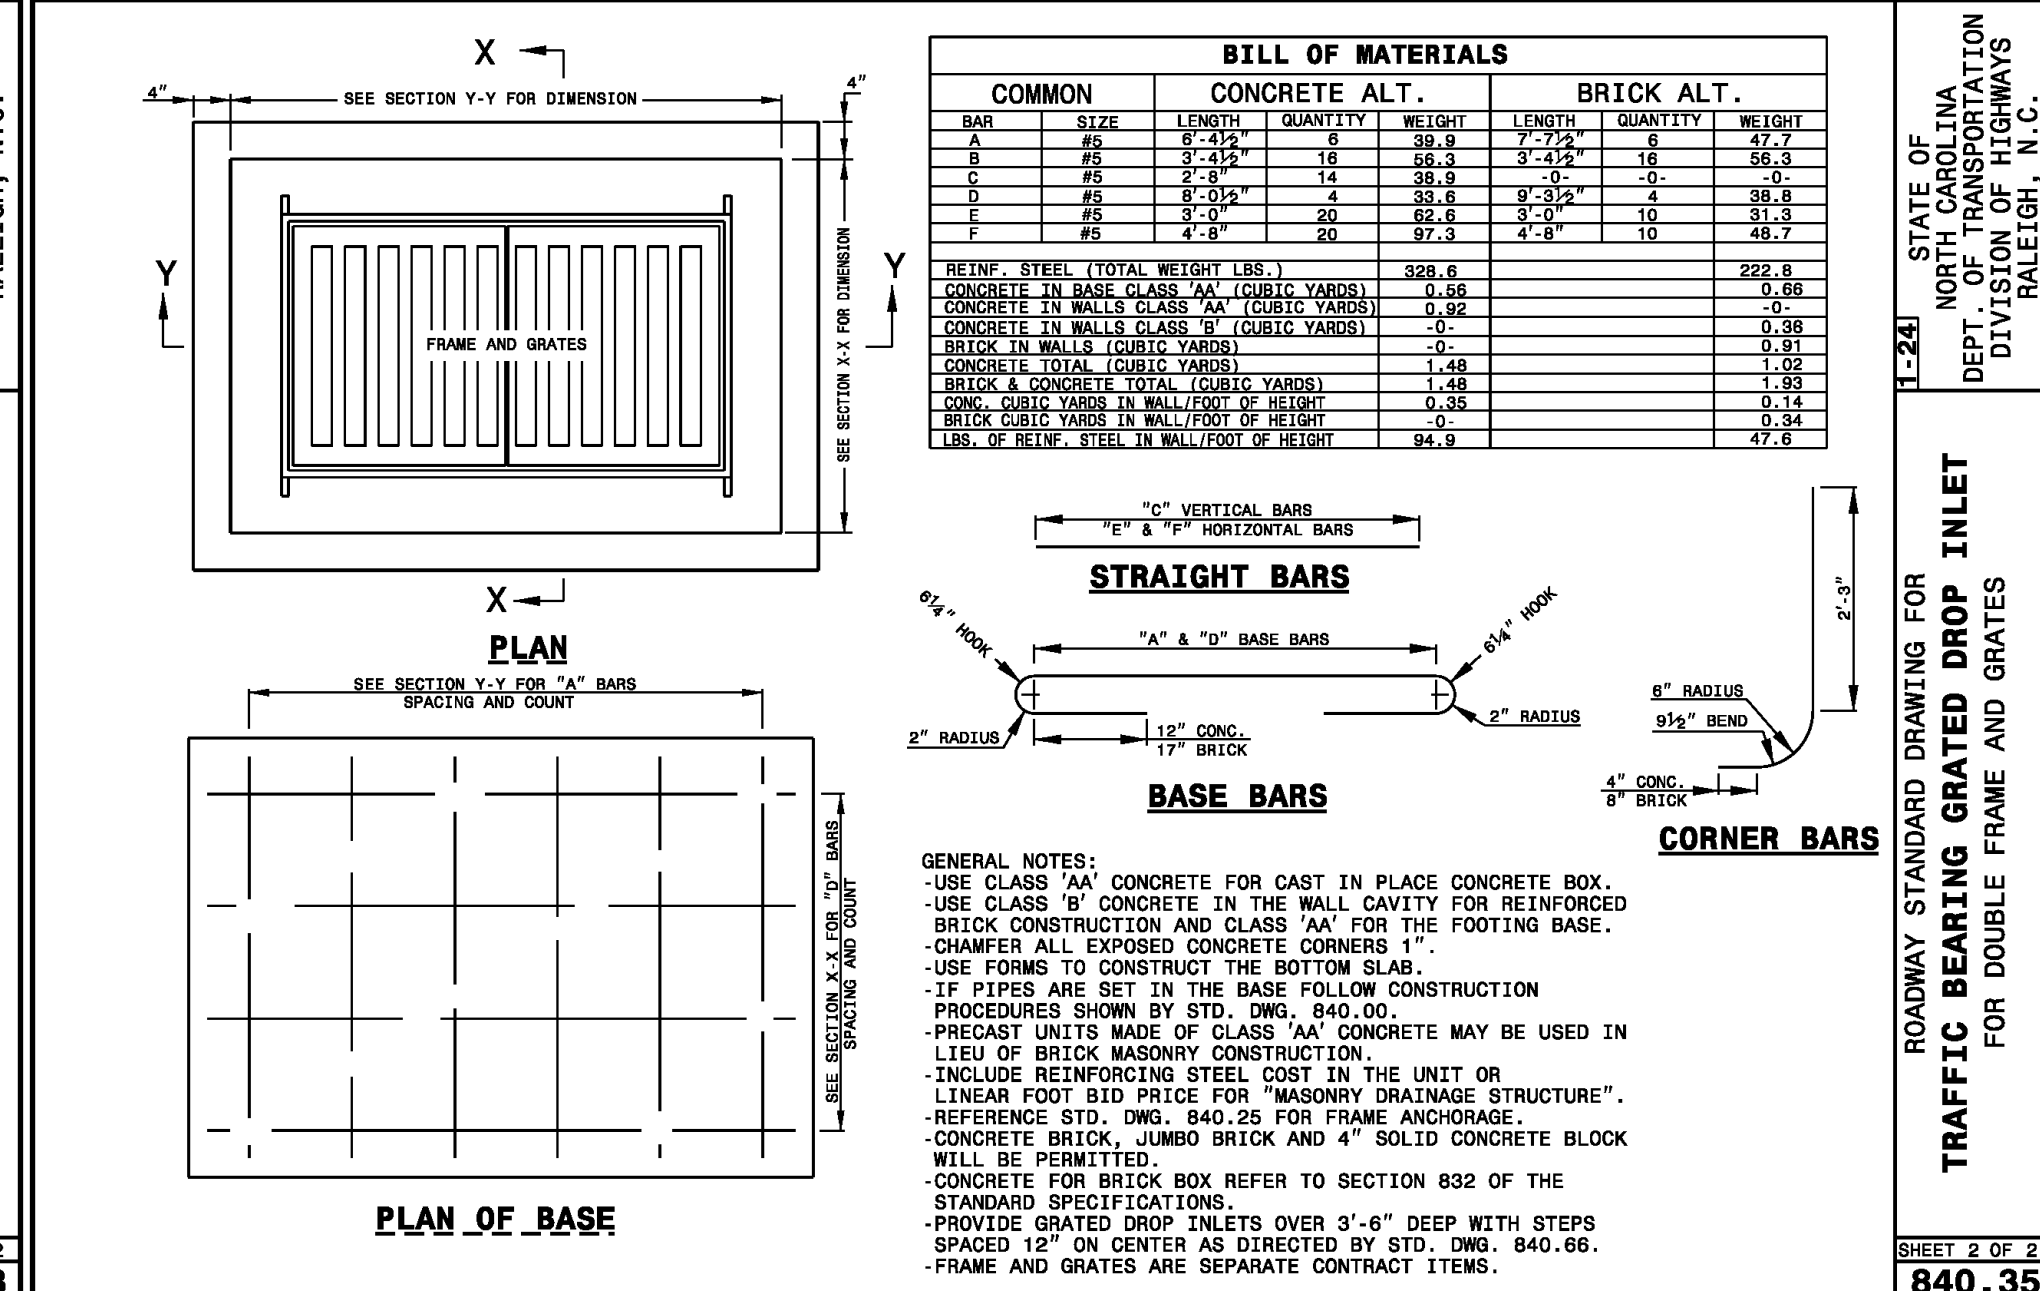 X
4"
SEE SECTION Y-Y FOR DIMENSION
4"
SEE SECTION X-X FOR DIMENSION
Y
Y
FRAME AND GRATES
X
PLAN
SEE SECTION Y-Y FOR "A" BARS
SPACING AND COUNT
SEE SECTION X-X FOR "D" BARS
SPACING AND COUNT
PLAN OF BASE
BILL OF MATERIALS
COMMON CONCRETE ALT. BRICK ALT.
BAR SIZE LENGTH QUANTITY WEIGHT LENGTH QUANTITY WEIGHT
A #5 6'-4½" 6 39.9 7'-7½" 6 47.7
B #5 3'-4½" 16 56.3 3'-4½" 16 56.3
C #5 2'-8" 14 38.9 -0- -0- -0-
D #5 8'-0½" 4 33.6 9'-3½" 4 38.8
E #5 3'-0" 20 62.6 3'-0" 10 31.3
F #5 4'-8" 20 97.3 4'-8" 10 48.7
REINF. STEEL (TOTAL WEIGHT LBS.) 328.6 222.8
CONCRETE IN BASE CLASS 'AA' (CUBIC YARDS) 0.56 0.66
CONCRETE IN WALLS CLASS 'AA' (CUBIC YARDS) 0.92 -0-
CONCRETE IN WALLS CLASS 'B' (CUBIC YARDS) -0- 0.36
BRICK IN WALLS (CUBIC YARDS) -0- 0.91
CONCRETE TOTAL (CUBIC YARDS) 1.48 1.02
BRICK & CONCRETE TOTAL (CUBIC YARDS) 1.48 1.93
CONC. CUBIC YARDS IN WALL/FOOT OF HEIGHT 0.35 0.14
BRICK CUBIC YARDS IN WALL/FOOT OF HEIGHT -0- 0.34
LBS. OF REINF. STEEL IN WALL/FOOT OF HEIGHT 94.9 47.6
"C" VERTICAL BARS
"E" & "F" HORIZONTAL BARS
STRAIGHT BARS
6¼" HOOK
"A" & "D" BASE BARS
6¼" HOOK
2" RADIUS
12" CONC.
17" BRICK
2" RADIUS
BASE BARS
2'-3"
6" RADIUS
9½" BEND
4" CONC.
8" BRICK
CORNER BARS
GENERAL NOTES:
-USE CLASS 'AA' CONCRETE FOR CAST IN PLACE CONCRETE BOX.
-USE CLASS 'B' CONCRETE IN THE WALL CAVITY FOR REINFORCED
BRICK CONSTRUCTION AND CLASS 'AA' FOR THE FOOTING BASE.
-CHAMFER ALL EXPOSED CONCRETE CORNERS 1".
-USE FORMS TO CONSTRUCT THE BOTTOM SLAB.
-IF PIPES ARE SET IN THE BASE FOLLOW CONSTRUCTION
PROCEDURES SHOWN BY STD. DWG. 840.00.
-PRECAST UNITS MADE OF CLASS 'AA' CONCRETE MAY BE USED IN
LIEU OF BRICK MASONRY CONSTRUCTION.
-INCLUDE REINFORCING STEEL COST IN THE UNIT OR
LINEAR FOOT BID PRICE FOR "MASONRY DRAINAGE STRUCTURE".
-REFERENCE STD. DWG. 840.25 FOR FRAME ANCHORAGE.
-CONCRETE BRICK, JUMBO BRICK AND 4" SOLID CONCRETE BLOCK
WILL BE PERMITTED.
-CONCRETE FOR BRICK BOX REFER TO SECTION 832 OF THE
STANDARD SPECIFICATIONS.
-PROVIDE GRATED DROP INLETS OVER 3'-6" DEEP WITH STEPS
SPACED 12" ON CENTER AS DIRECTED BY STD. DWG. 840.66.
-FRAME AND GRATES ARE SEPARATE CONTRACT ITEMS.
1-24
STATE OF
NORTH CAROLINA
DEPT. OF TRANSPORTATION
DIVISION OF HIGHWAYS
RALEIGH, N.C.
ROADWAY STANDARD DRAWING FOR
TRAFFIC BEARING GRATED DROP INLET
FOR DOUBLE FRAME AND GRATES
SHEET 2 OF 2
840.35